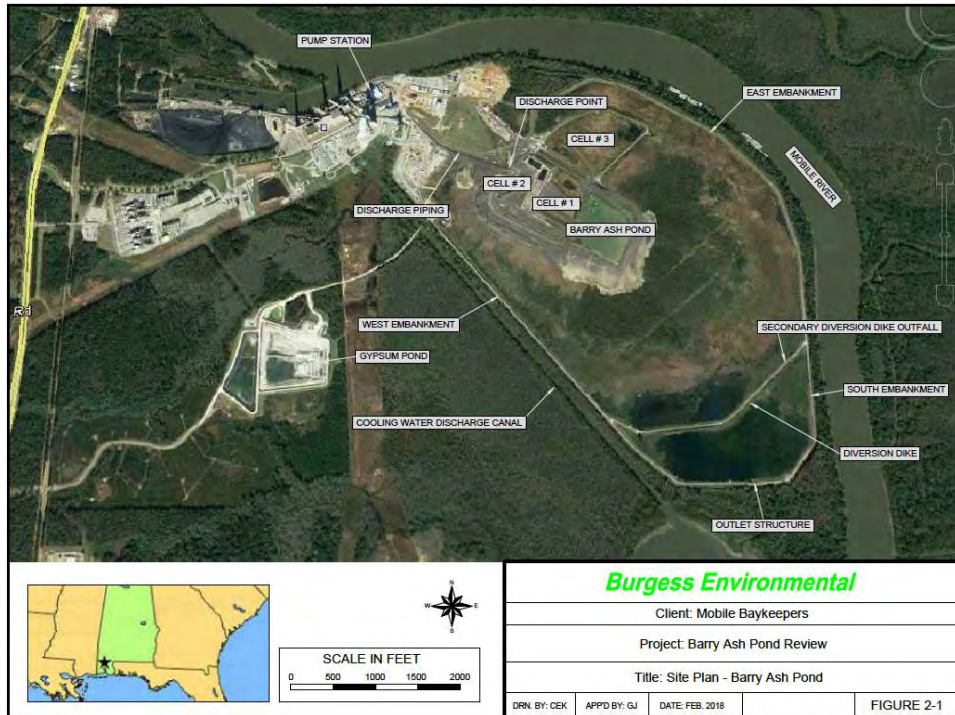 PUMP STATION
EAST EMBANKMENT
DISCHARGE POINT
CELL # 3
MOBILE RIVER
CELL # 2
CELL # 1
DISCHARGE PIPING
BARRY ASH POND
Rd
WEST EMBANKMENT
SECONDARY DIVERSION DIKE OUTFALL
GYPSUM POND
SOUTH EMBANKMENT
COOLING WATER DISCHARGE CANAL
DIVERSION DIKE
OUTLET STRUCTURE
N
W E
S
SCALE IN FEET
0 500 1000 1500 2000
Burgess Environmental
Client: Mobile Baykeepers
Project: Barry Ash Pond Review
Title: Site Plan - Barry Ash Pond
DRN. BY: CEK APP'D BY: GJ DATE: FEB. 2018 FIGURE 2-1